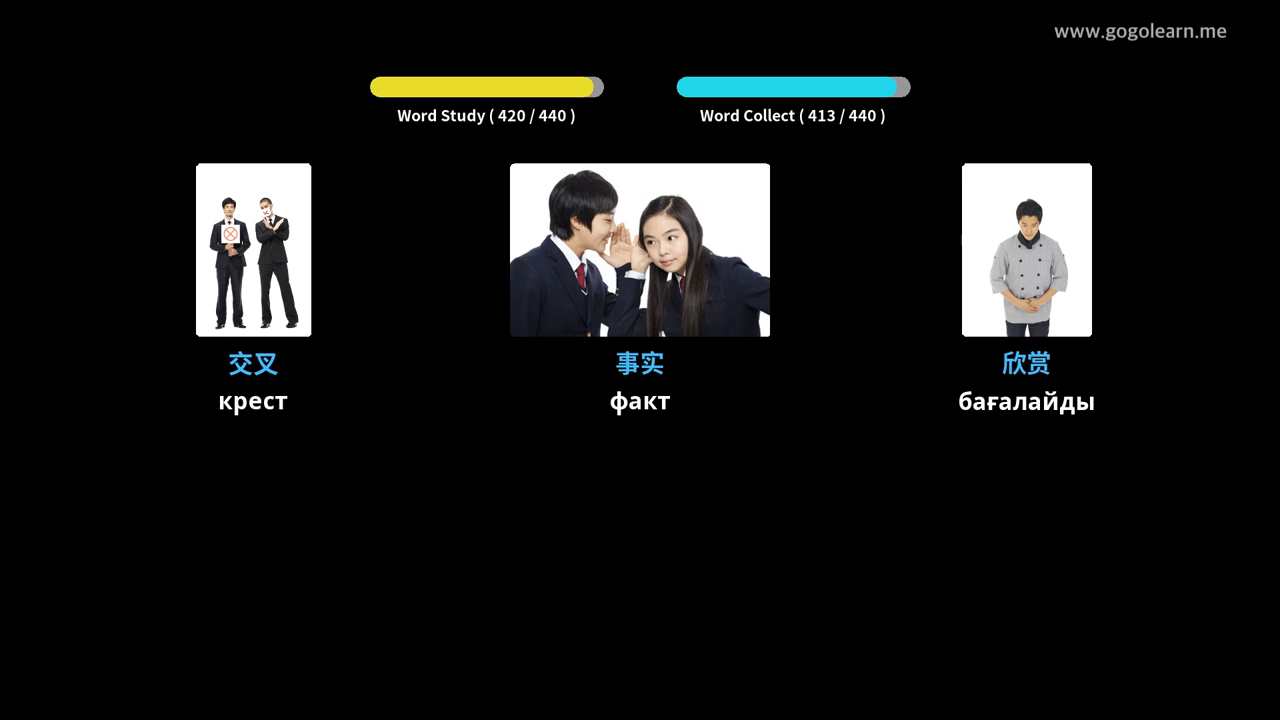 www.gogolearn.me
Word Study ( 420 / 440 )
Word Collect ( 413 / 440 )
交叉
крест
事实
факт
欣赏
бағалайды